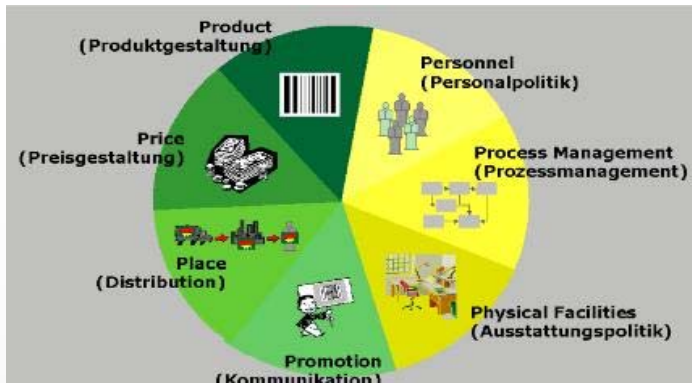 Product
(Produktgestaltung)
Personnel
(Personalpolitik)
Price
(Preisgestaltung)
Process Management
(Prozessmanagement)
Place
(Distribution)
Physical Facilities
(Ausstattungspolitik)
Promotion
(Kommunikation)